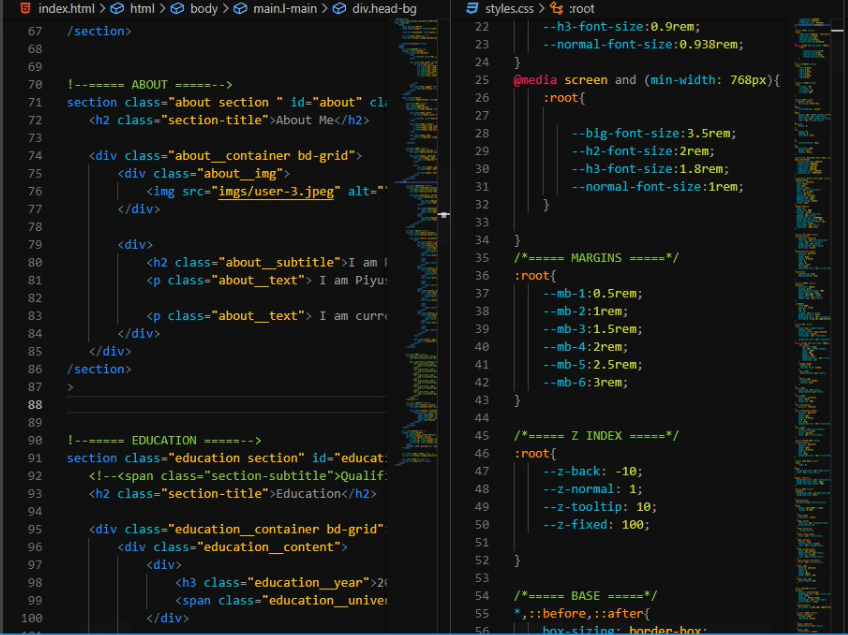 index.html > html > body > main.l-main > div.head-bg
67 /section>
68
69
70 !--===== ABOUT =====-->
71 section class="about section " id="about" cla
72 <h2 class="section-title">About Me</h2>
73
74 <div class="about__container bd-grid">
75 <div class="about__img">
76 <img src="imgs/user-3.jpeg" alt="
77 </div>
78
79 <div>
80 <h2 class="about__subtitle">I am
81 <p class="about__text"> I am Piyus
82
83 <p class="about__text"> I am curre
84 </div>
85 </div>
86 /section>
87 >
88
89
90 !--===== EDUCATION =====-->
91 section class="education section" id="educati
92 <!--<span class="section-subtitle">Qualifi
93 <h2 class="section-title">Education</h2>
94
95 <div class="education__container bd-grid"
96 <div class="education__content">
97 <div>
98 <h3 class="education__year">20
99 <span class="education__univer
100 </div>
styles.css > :root
22 --h3-font-size:0.9rem;
23 --normal-font-size:0.938rem;
24 }
25 @media screen and (min-width: 768px){
26 :root{
27
28 --big-font-size:3.5rem;
29 --h2-font-size:2rem;
30 --h3-font-size:1.8rem;
31 --normal-font-size:1rem;
32 }
33
34 }
35 /*===== MARGINS =====*/
36 :root{
37 --mb-1:0.5rem;
38 --mb-2:1rem;
39 --mb-3:1.5rem;
40 --mb-4:2rem;
41 --mb-5:2.5rem;
42 --mb-6:3rem;
43 }
44
45 /*===== Z INDEX =====*/
46 :root{
47 --z-back: -10;
48 --z-normal: 1;
49 --z-tooltip: 10;
50 --z-fixed: 100;
51
52 }
53
54 /*===== BASE =====*/
55 *,::before,::after{
56 box-sizing: border-box;